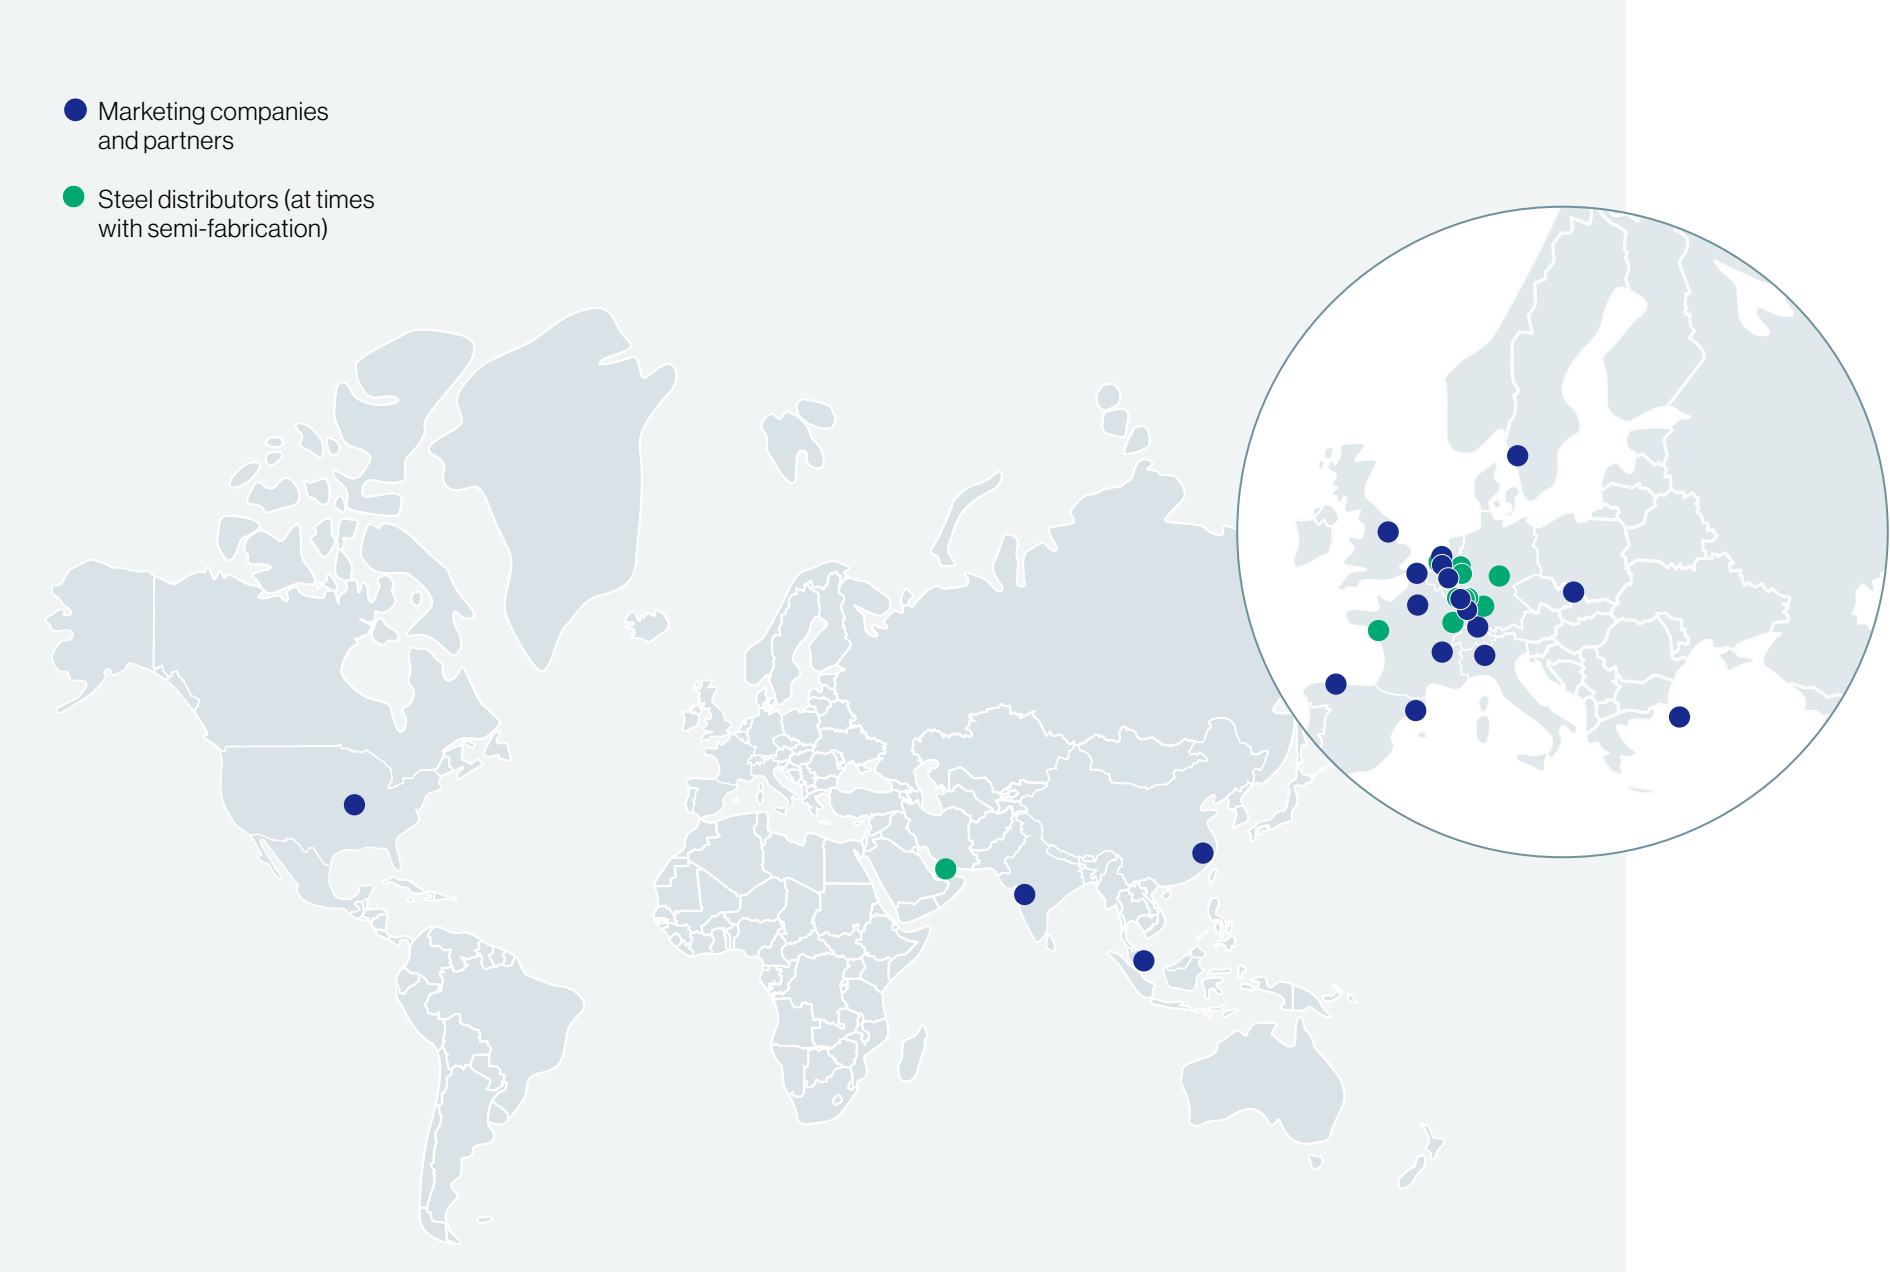 Marketing companies
and partners
Steel distributors (at times
with semi-fabrication)